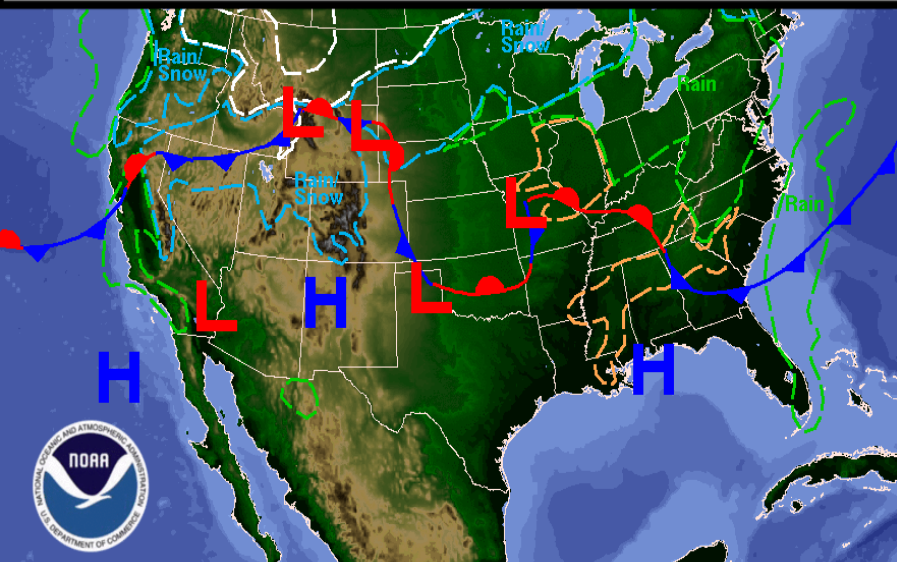 Rain/
Snow
Rain/
Snow
Rain
L
L
Rain/
Snow
L
Rain
L
L
H
H
H
NOAA
NATIONAL OCEANIC AND ATMOSPHERIC ADMINISTRATION
U.S. DEPARTMENT OF COMMERCE